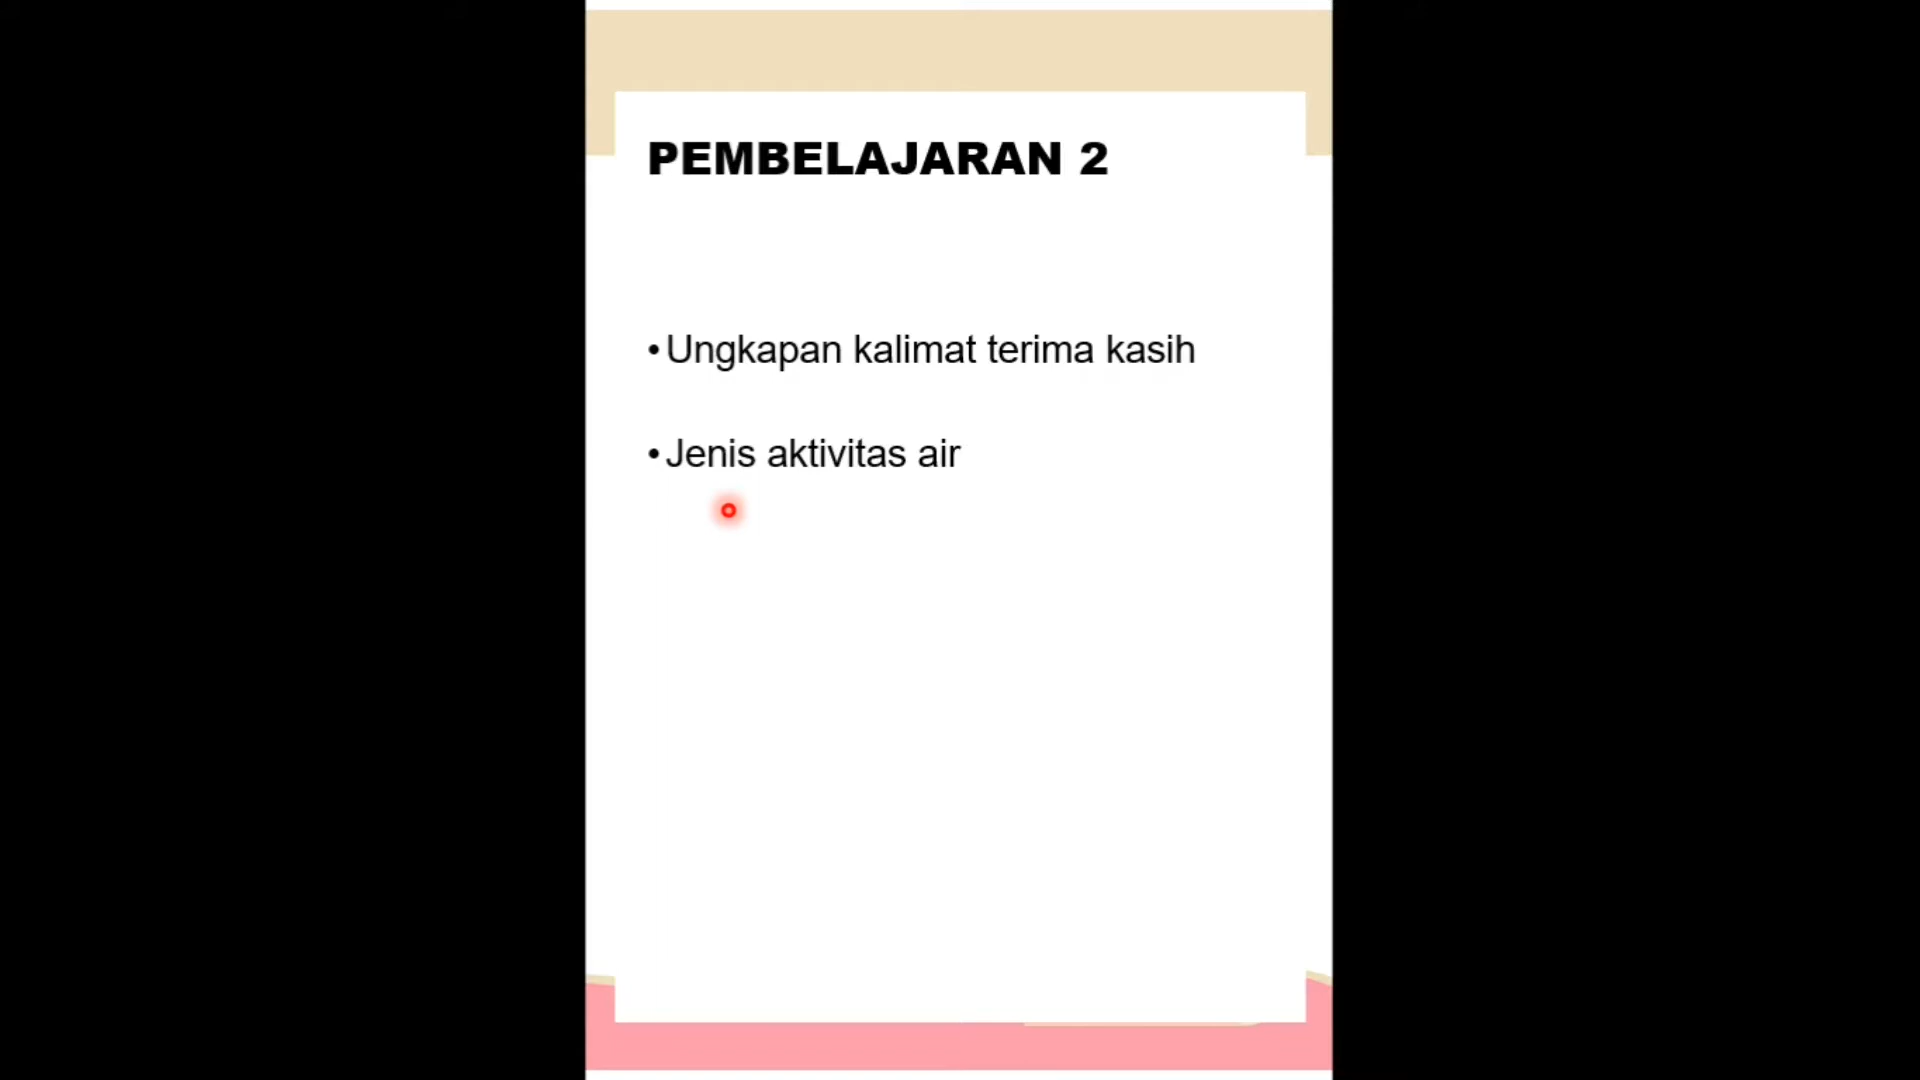 PEMBELAJARAN 2
•Ungkapan kalimat terima kasih
•Jenis aktivitas air